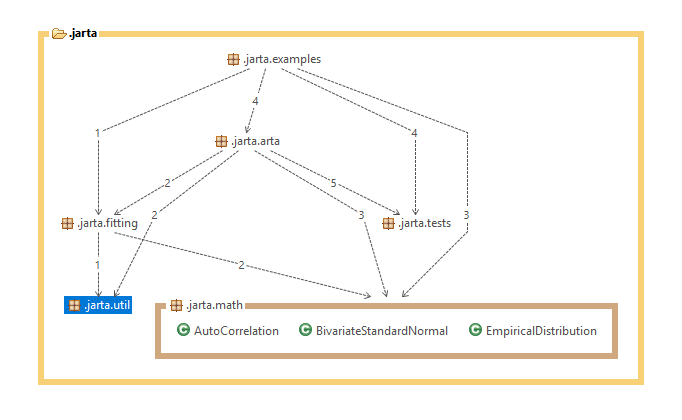 .jarta
.jarta.examples
4
1
4
.jarta.arta
2
5
2
3
3
.jarta.fitting
.jarta.tests
1
2
.jarta.util
.jarta.math
AutoCorrelation
BivariateStandardNormal
EmpiricalDistribution